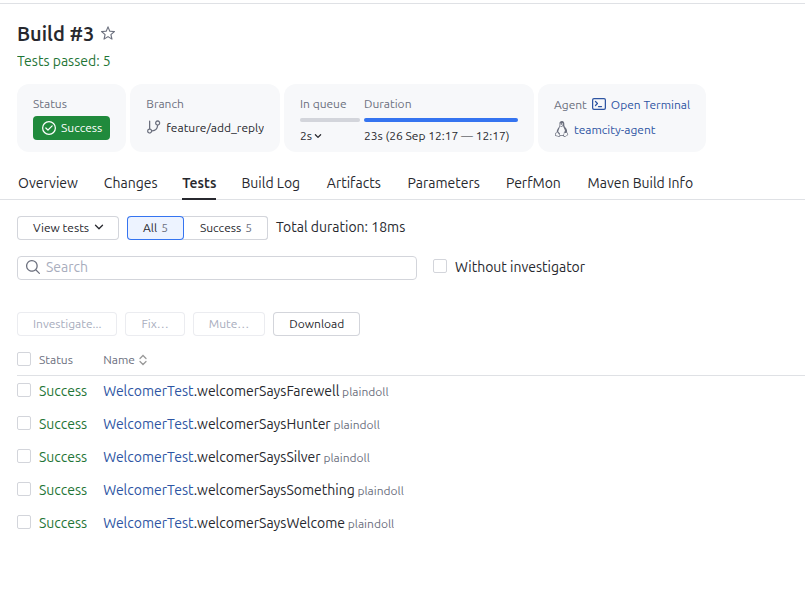 Build #3
Tests passed: 5
Status
Success
Branch
feature/add_reply
In queue
2s
Duration
23s (26 Sep 12:17 — 12:17)
Agent Open Terminal
teamcity-agent
Overview Changes Tests Build Log Artifacts Parameters PerfMon Maven Build Info
View tests All 5 Success 5 Total duration: 18ms
Search Without investigator
Investigate... Fix... Mute... Download
Status Name
Success WelcomerTest.welcomerSaysFarewell plaindoll
Success WelcomerTest.welcomerSaysHunter plaindoll
Success WelcomerTest.welcomerSaysSilver plaindoll
Success WelcomerTest.welcomerSaysSomething plaindoll
Success WelcomerTest.welcomerSaysWelcome plaindoll